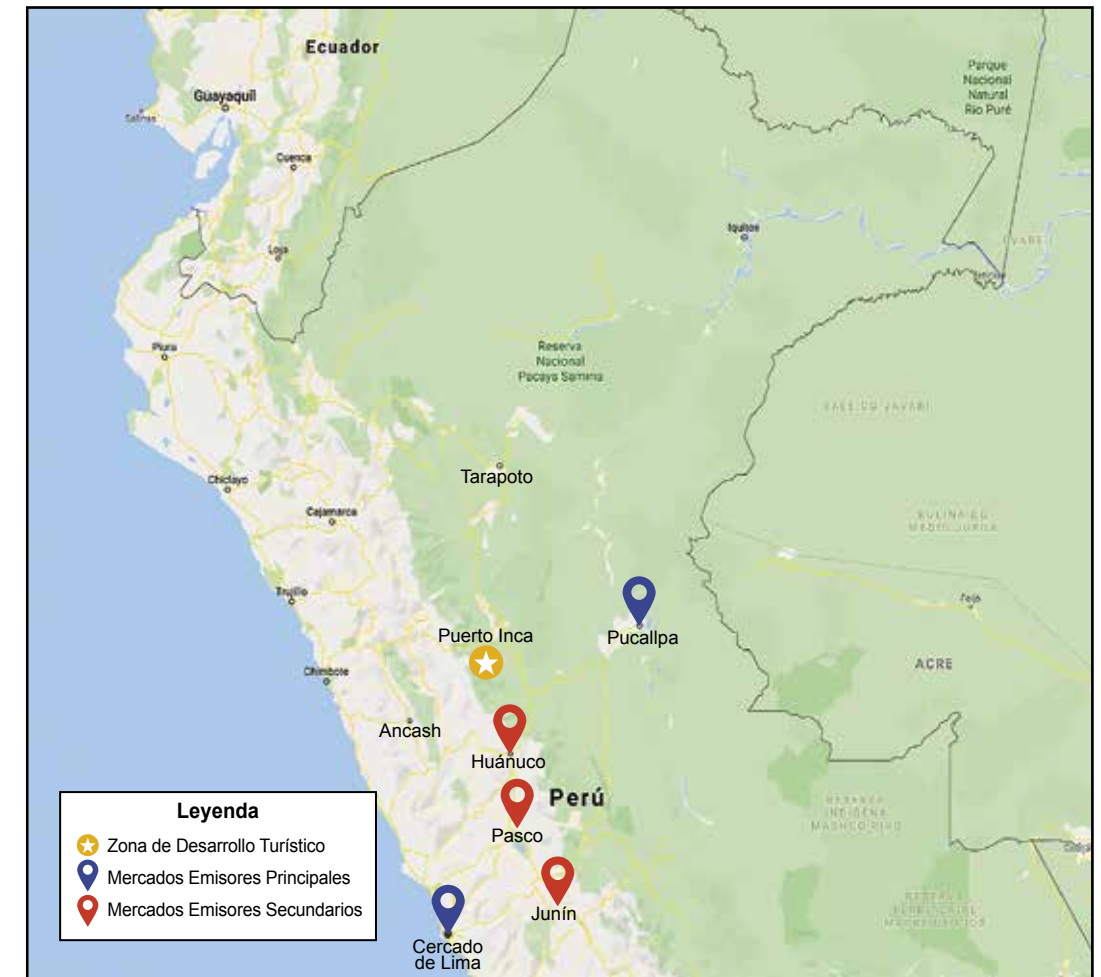 Ecuador
Parque
Nacional
Natural
Rio Puré
Guayaquil
Salinas
Cuenca
Iquitos
Loja
Piura
Reserva
Nacional
Pacaya Samiria
Tarapoto
Chiclayo
Cajamarca
Trujillo
Feijó
Puerto Inca
Pucallpa
ACRE
Chimbote
Ancash
Huánuco
Perú
Pasco
Junín
Cercado
de Lima
Leyenda
Zona de Desarrollo Turístico
Mercados Emisores Principales
Mercados Emisores Secundarios